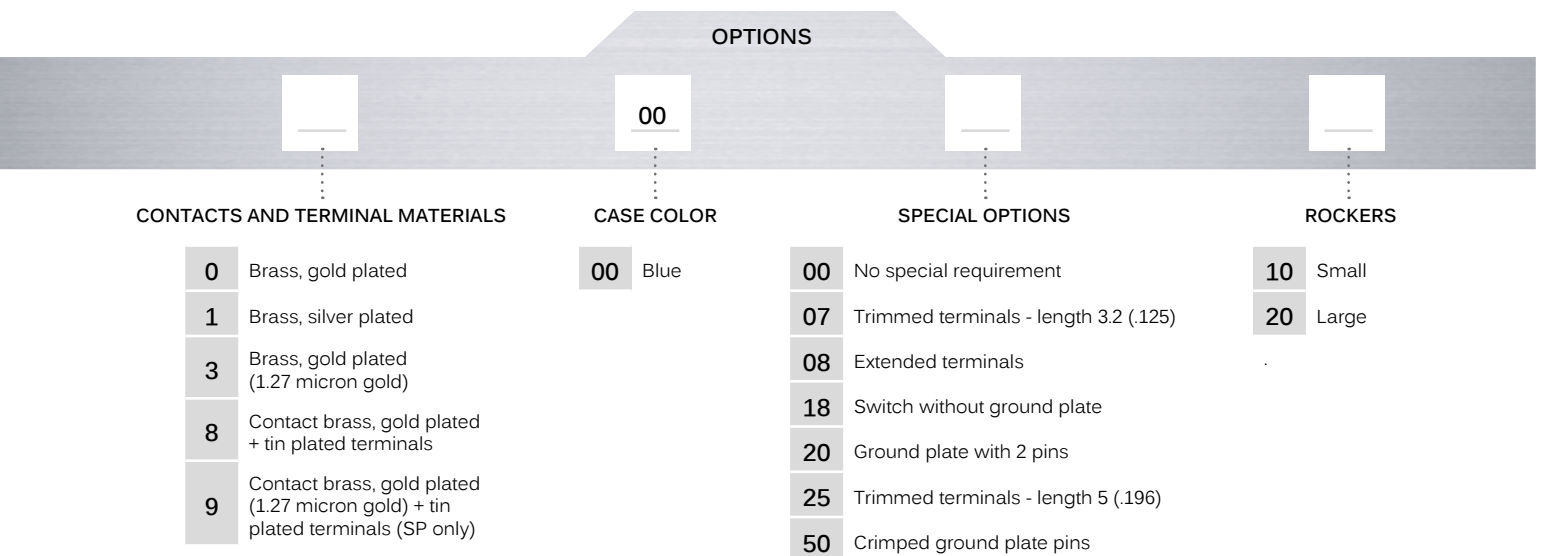 OPTIONS
00
CONTACTS AND TERMINAL MATERIALS
0 Brass, gold plated
1 Brass, silver plated
3 Brass, gold plated
(1.27 micron gold)
8 Contact brass, gold plated
+ tin plated terminals
9 Contact brass, gold plated
(1.27 micron gold) + tin
plated terminals (SP only)
CASE COLOR
00 Blue
SPECIAL OPTIONS
00 No special requirement
07 Trimmed terminals - length 3.2 (.125)
08 Extended terminals
18 Switch without ground plate
20 Ground plate with 2 pins
25 Trimmed terminals - length 5 (.196)
50 Crimped ground plate pins
ROCKERS
10 Small
20 Large
.